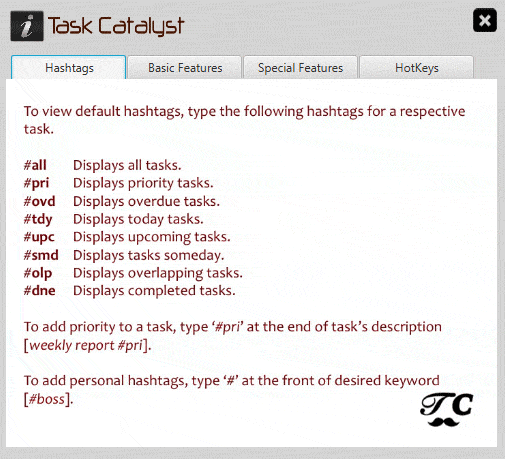 i Task Catalyst
Hashtags Basic Features Special Features HotKeys
To view default hashtags, type the following hashtags for a respective
task.
#all Displays all tasks.
#pri Displays priority tasks.
#ovd Displays overdue tasks.
#tdy Displays today tasks.
#upc Displays upcoming tasks.
#smd Displays tasks someday.
#olp Displays overlapping tasks.
#dne Displays completed tasks.
To add priority to a task, type ‘#pri’ at the end of task’s description
[weekly report #pri].
To add personal hashtags, type ‘#’ at the front of desired keyword
[#boss].
TC